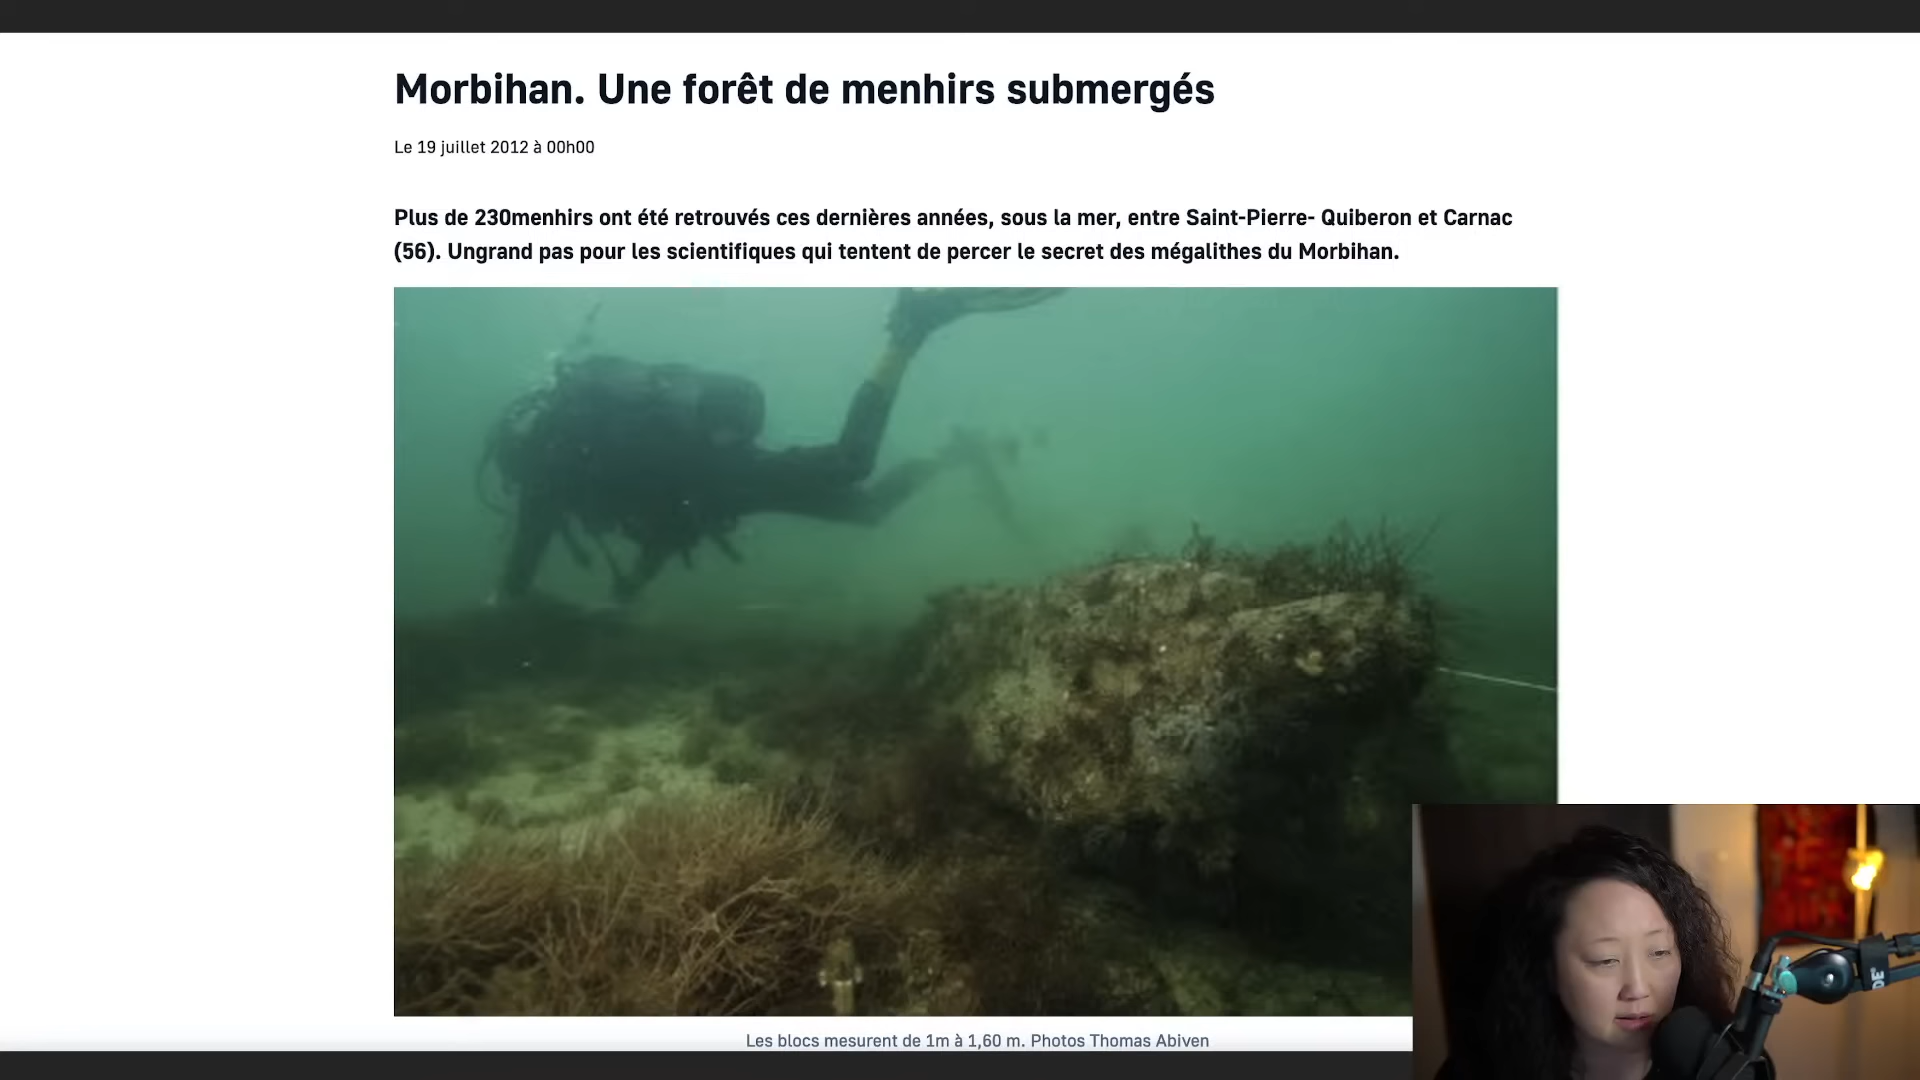 Morbihan. Une forêt de menhirs submergés
Le 19 juillet 2012 à 00h00
Plus de 230menhirs ont été retrouvés ces dernières années, sous la mer, entre Saint-Pierre- Quiberon et Carnac
(56). Ungrand pas pour les scientifiques qui tentent de percer le secret des mégalithes du Morbihan.
Les blocs mesurent de 1m à 1,60 m. Photos Thomas Abiven